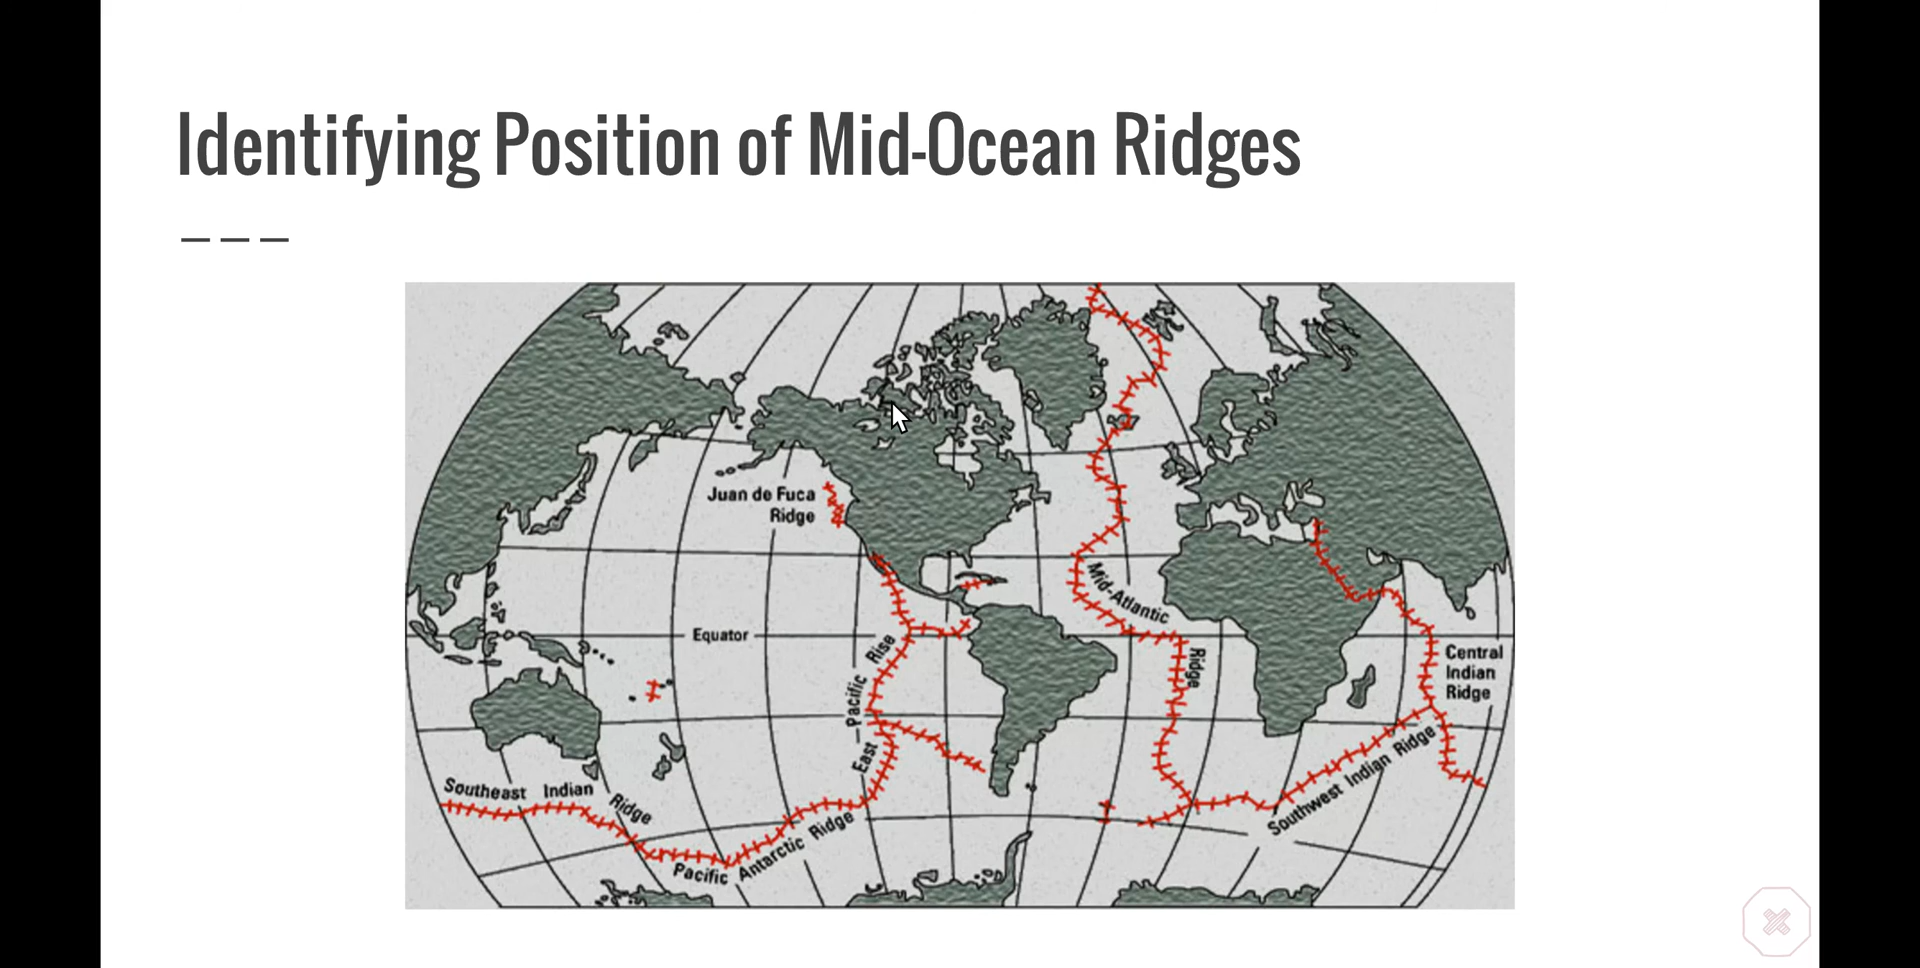 Identifying Position of Mid-Ocean Ridges
Juan de Fuca
Ridge
Mid-Atlantic
Ridge
Equator
East Pacific Rise
Central
Indian
Ridge
Southeast Indian Ridge
Pacific Antarctic Ridge
Southwest Indian Ridge